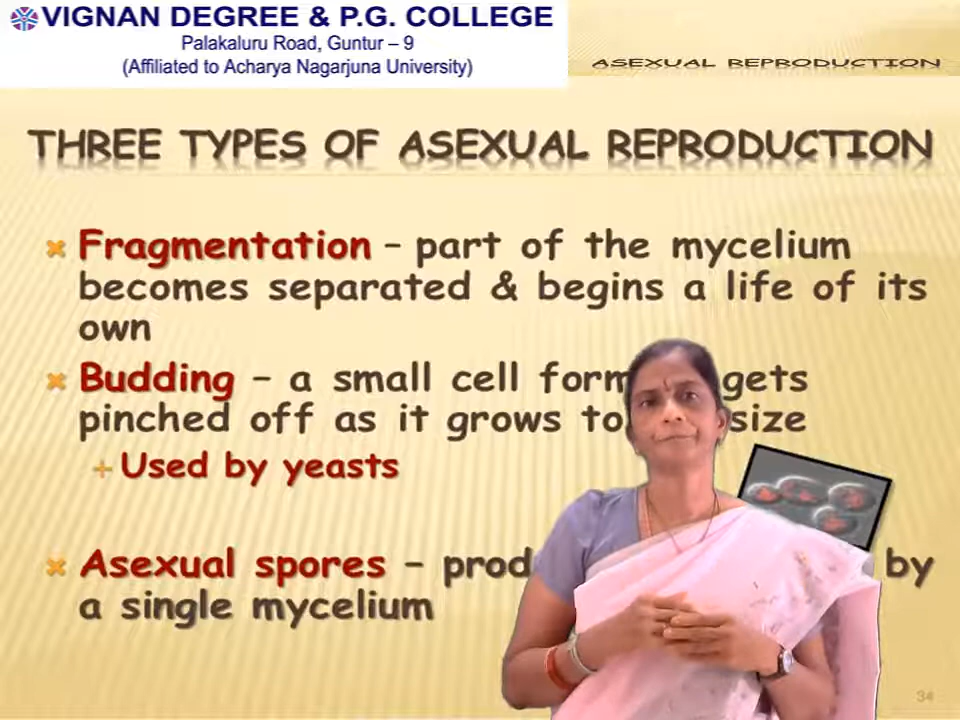 VIGNAN DEGREE & P.G. COLLEGE
Palakaluru Road, Guntur – 9
(Affiliated to Acharya Nagarjuna University)
ASEXUAL REPRODUCTION
THREE TYPES OF ASEXUAL REPRODUCTION
Fragmentation – part of the mycelium
becomes separated & begins a life of its
own
Budding – a small cell gets
pinched off as it grows to size
Used by yeasts
Asexual spores – by
a single mycelium
34